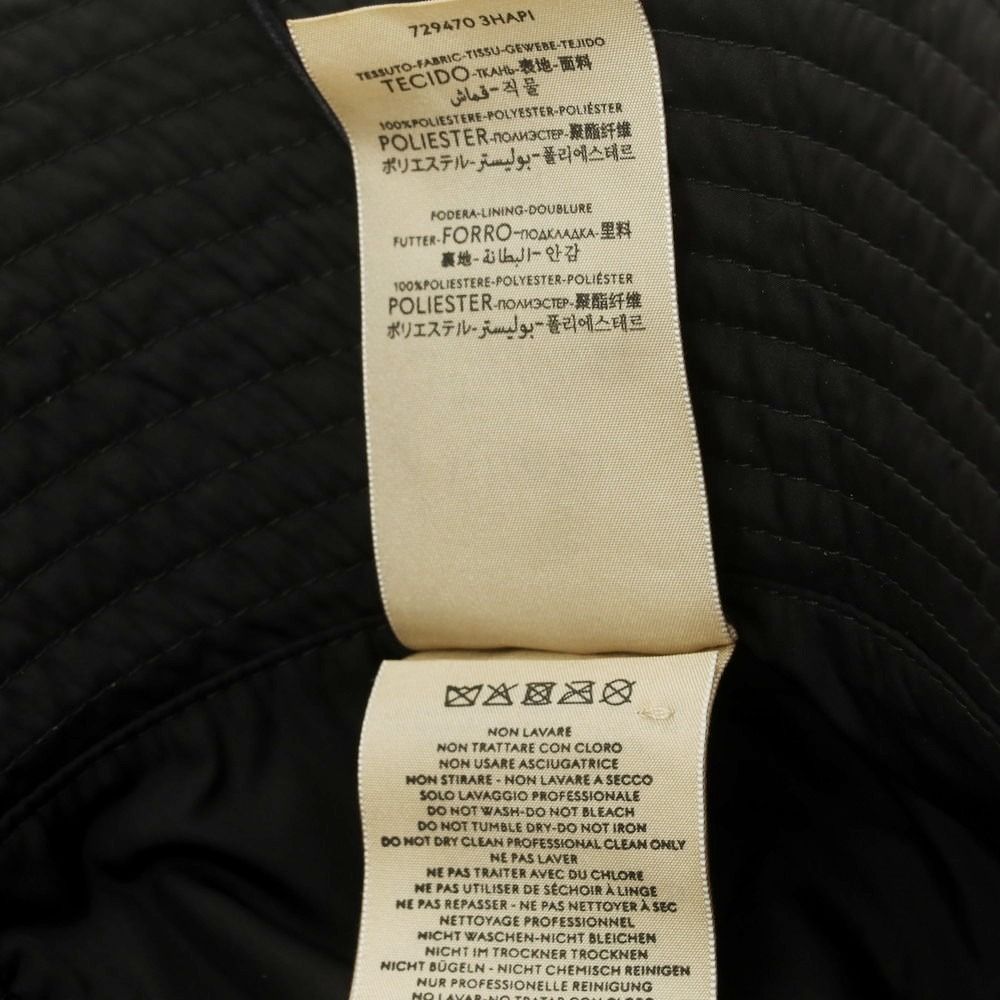 729470 3HAPI
TESSUTO-FABRIC-TISSU-GEWEBE-TEJIDO
TECIDO-ТКАНЬ-表地-面料
قماش-직물
100%POLIESTERE-POLYESTER-POLIÉSTER
POLIESTER-ПОЛИЭСТЕР-聚酯纤维
ポリエステル-بوليستر-폴리에스테르
FODERA-LINING-DOUBLURE
FUTTER-FORRO-ПОДКЛАДКА-里料
裏地-البطانة-안감
100%POLIESTERE-POLYESTER-POLIÉSTER
POLIESTER-ПОЛИЭСТЕР-聚酯纤维
ポリエステル-بوليستر-폴리에스테르
NON LAVARE
NON TRATTARE CON CLORO
NON USARE ASCIUGATRICE
NON STIRARE - NON LAVARE A SECCO
SOLO LAVAGGIO PROFESSIONALE
DO NOT WASH-DO NOT BLEACH
DO NOT TUMBLE DRY-DO NOT IRON
DO NOT DRY CLEAN PROFESSIONAL CLEAN ONLY
NE PAS LAVER
NE PAS TRAITER AVEC DU CHLORE
NE PAS UTILISER DE SÉCHOIR À LINGE
NE PAS REPASSER - NE PAS NETTOYER À SEC
NETTOYAGE PROFESSIONNEL
NICHT WASCHEN-NICHT BLEICHEN
NICHT IM TROCKNER TROCKNEN
NICHT BÜGELN - NICHT CHEMISCH REINIGEN
NUR PROFESSIONELLE REINIGUNG
NO LAVAR-NO TRATAR CON CLORO